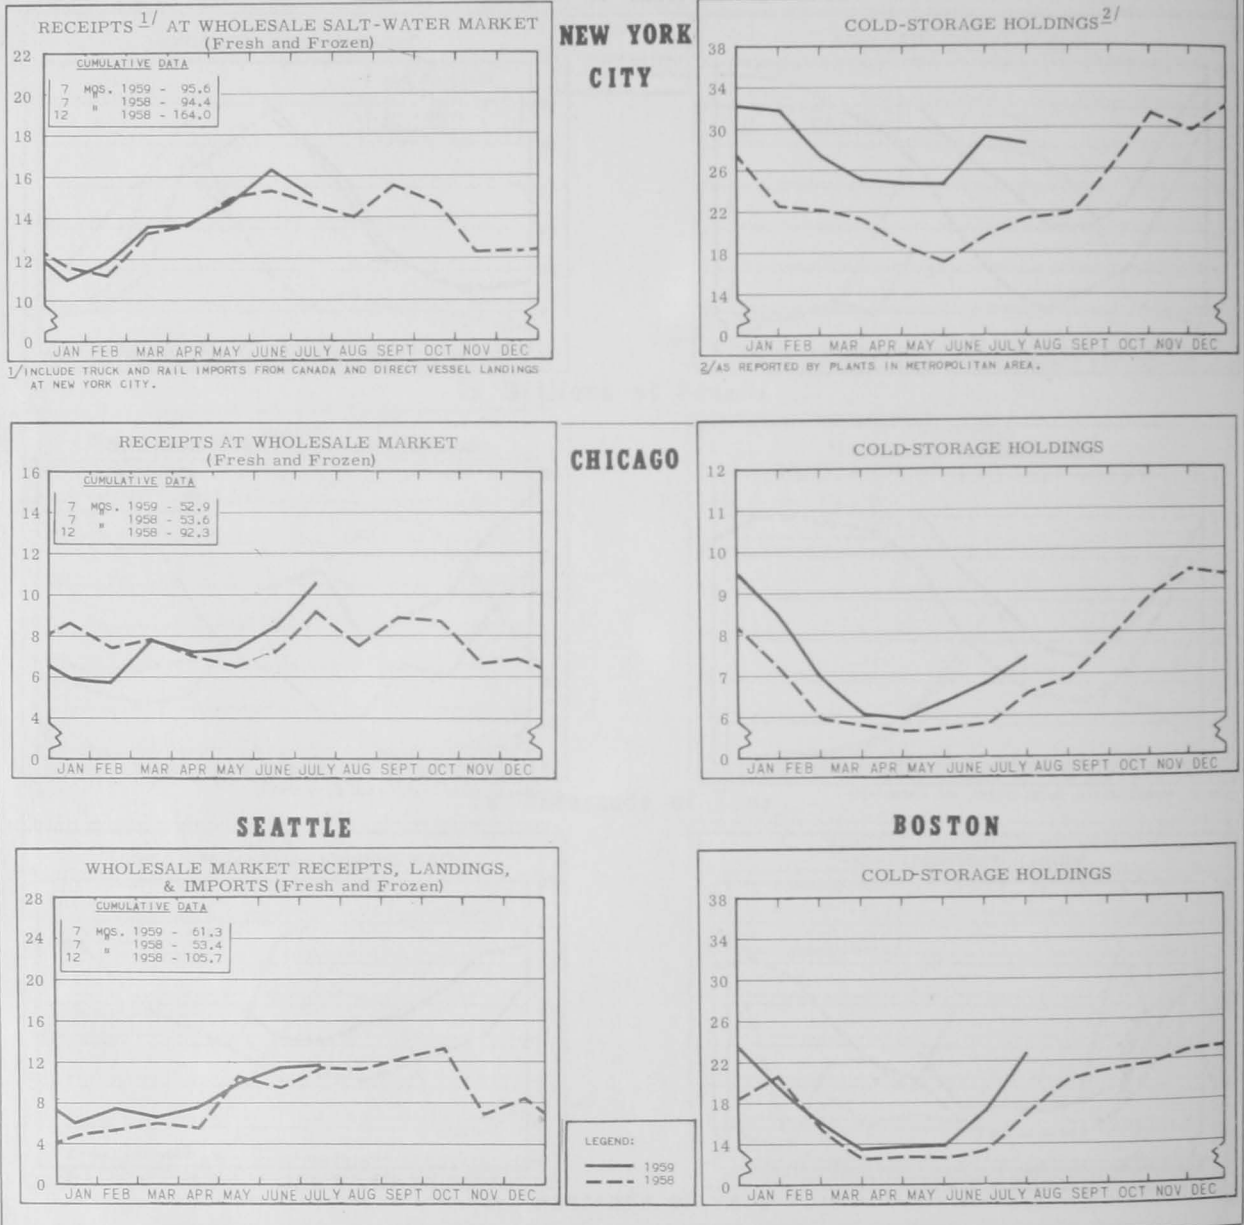 RECEIPTS 1/ AT WHOLESALE SALT-WATER MARKET
(Fresh and Frozen)
22
20
18
16
14
12
10
0
CUMULATIVE DATA
7 MOS. 1959 - 95.6
7 " 1958 - 94.4
12 " 1958 - 164.0
JAN FEB MAR APR MAY JUNE JULY AUG SEPT OCT NOV DEC
1/INCLUDE TRUCK AND RAIL IMPORTS FROM CANADA AND DIRECT VESSEL LANDINGS
AT NEW YORK CITY.
NEW YORK
CITY
COLD-STORAGE HOLDINGS 2/
38
34
30
26
22
18
14
0
JAN FEB MAR APR MAY JUNE JULY AUG SEPT OCT NOV DEC
2/AS REPORTED BY PLANTS IN METROPOLITAN AREA.
RECEIPTS AT WHOLESALE MARKET
(Fresh and Frozen)
16
14
12
10
8
6
4
0
CUMULATIVE DATA
7 MOS. 1959 - 52.9
7 " 1958 - 53.6
12 " 1958 - 92.3
JAN FEB MAR APR MAY JUNE JULY AUG SEPT OCT NOV DEC
CHICAGO
COLD-STORAGE HOLDINGS
12
11
10
9
8
7
6
0
JAN FEB MAR APR MAY JUNE JULY AUG SEPT OCT NOV DEC
SEATTLE
WHOLESALE MARKET RECEIPTS, LANDINGS,
& IMPORTS (Fresh and Frozen)
28
24
20
16
12
8
4
0
CUMULATIVE DATA
7 MOS. 1959 - 61.3
7 " 1958 - 53.4
12 " 1958 - 105.7
JAN FEB MAR APR MAY JUNE JULY AUG SEPT OCT NOV DEC
LEGEND:
1959
1958
BOSTON
COLD-STORAGE HOLDINGS
38
34
30
26
22
18
14
0
JAN FEB MAR APR MAY JUNE JULY AUG SEPT OCT NOV DEC